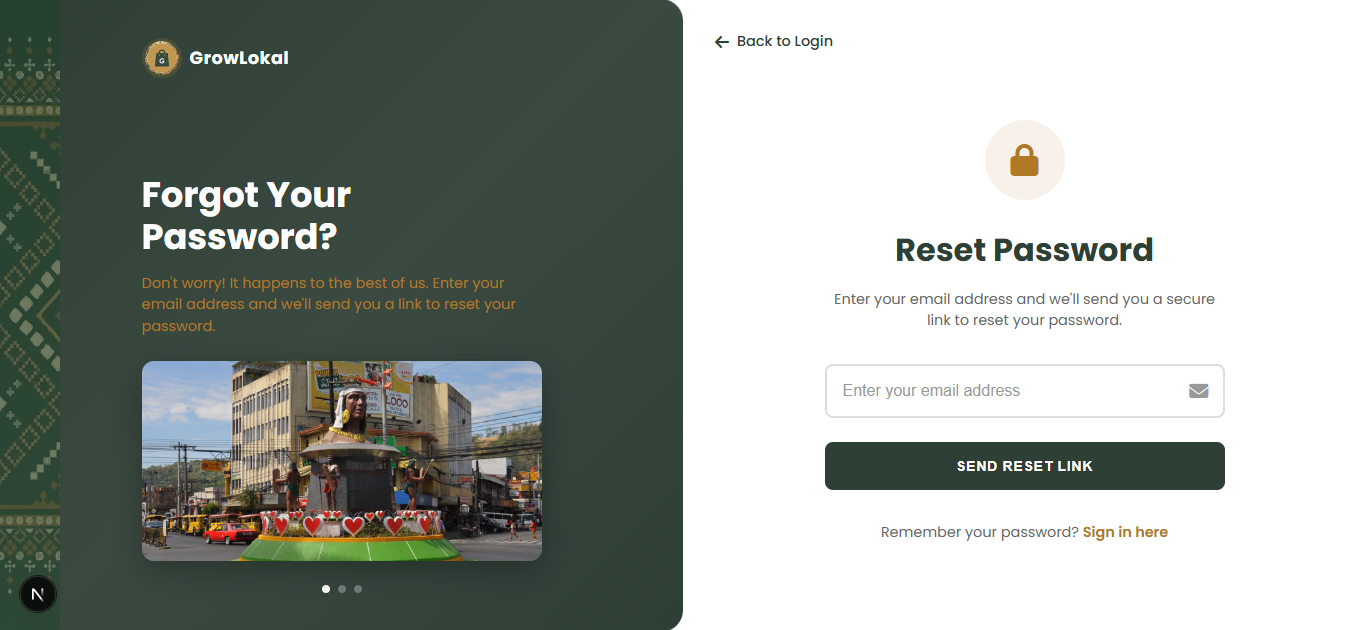 GrowLokal
Forgot Your
Password?
Don't worry! It happens to the best of us. Enter your
email address and we'll send you a link to reset your
password.
Back to Login
Reset Password
Enter your email address and we'll send you a secure
link to reset your password.
Enter your email address
SEND RESET LINK
Remember your password? Sign in here
G
N